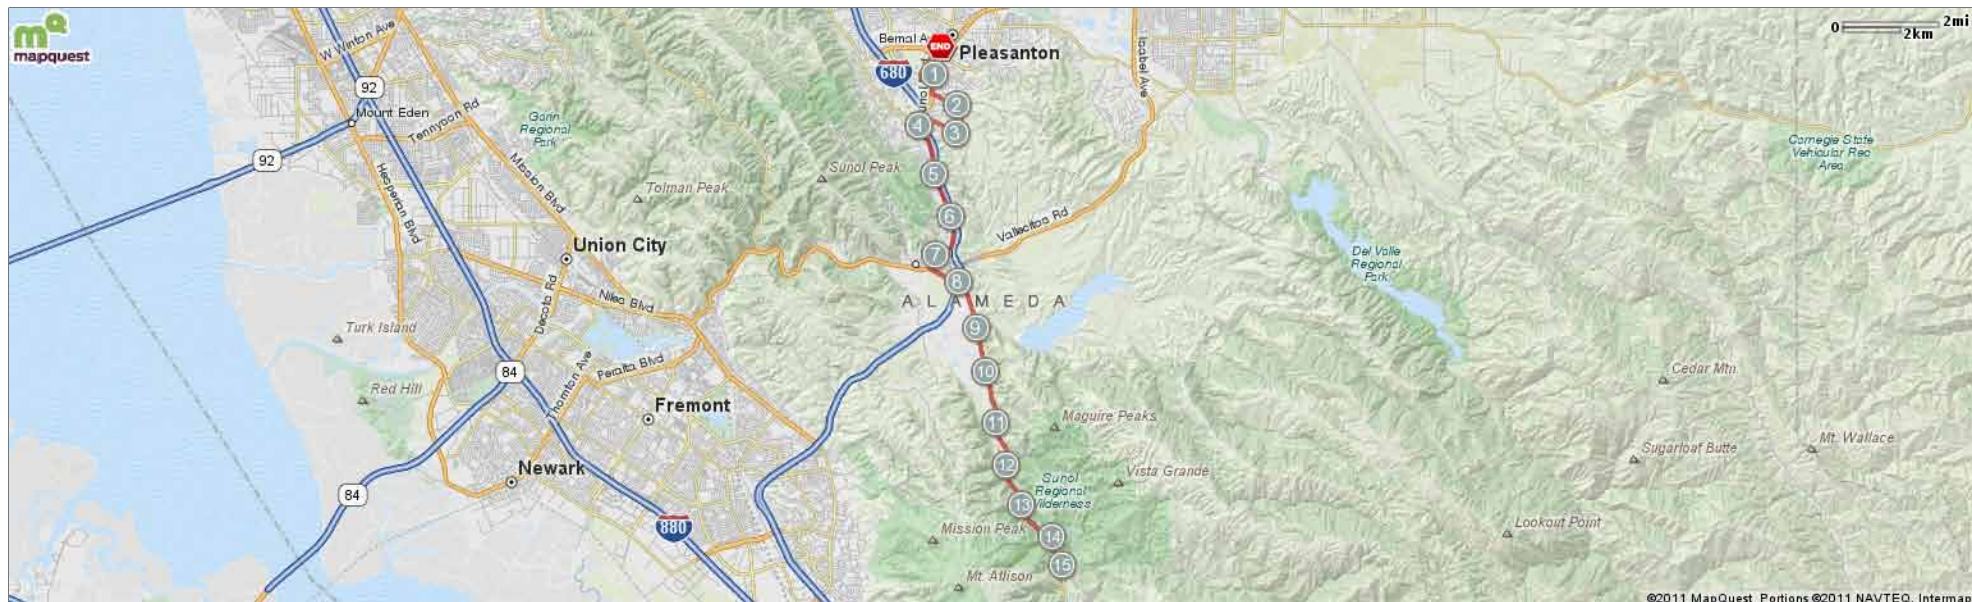 mapquest
W Winton Ave
92
Mount Eden
Tennyson Rd
92
Hesperian Blvd
Mission Blvd
Garin
Regional
Park
Tolman Peak
Sunol Peak
Bernal A
END
Pleasanton
680
1
2
3
4
5
6
7
8
9
10
11
12
13
14
15
Isabel Ave
Vallecitos Rd
0
2mi
2km
Carnegie State
Vehicular Rec
Area
Union City
Decoto Rd
Niles Blvd
Del Valle
Regional
Park
ALAMEDA
Turk Island
Red Hill
84
Thornton Ave
Peralta Blvd
Fremont
Newark
84
880
Maguire Peaks
Vista Grande
Sunol
Regional
Wilderness
Mission Peak
Mt. Allison
Cedar Mtn.
Sugarloaf Butte
Mt. Wallace
Lookout Point
©2011 MapQuest Portions ©2011 NAVTEQ, Intermap